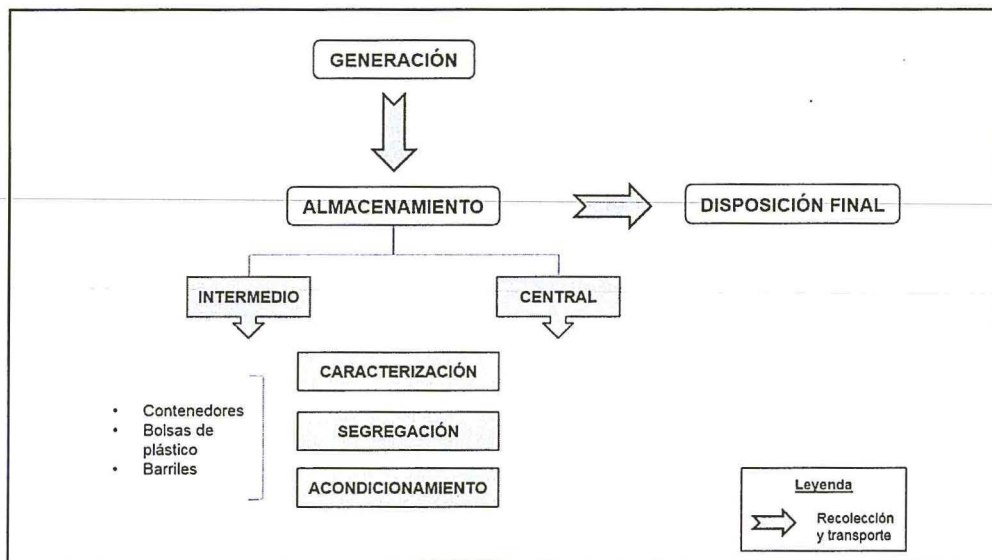 GENERACIÓN
ALMACENAMIENTO
DISPOSICIÓN FINAL
INTERMEDIO
CENTRAL
CARACTERIZACIÓN
• Contenedores
• Bolsas de
plástico
• Barriles
SEGREGACIÓN
ACONDICIONAMIENTO
Leyenda
Recolección
y transporte